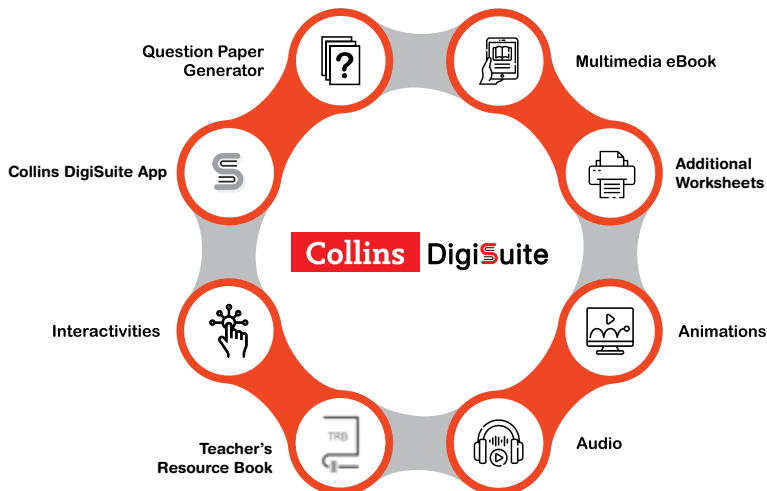 Question Paper
Generator
Multimedia eBook
Collins DigiSuite App
Additional
Worksheets
Collins DigiSuite
Interactivities
Animations
TRB
Teacher's
Resource Book
Audio